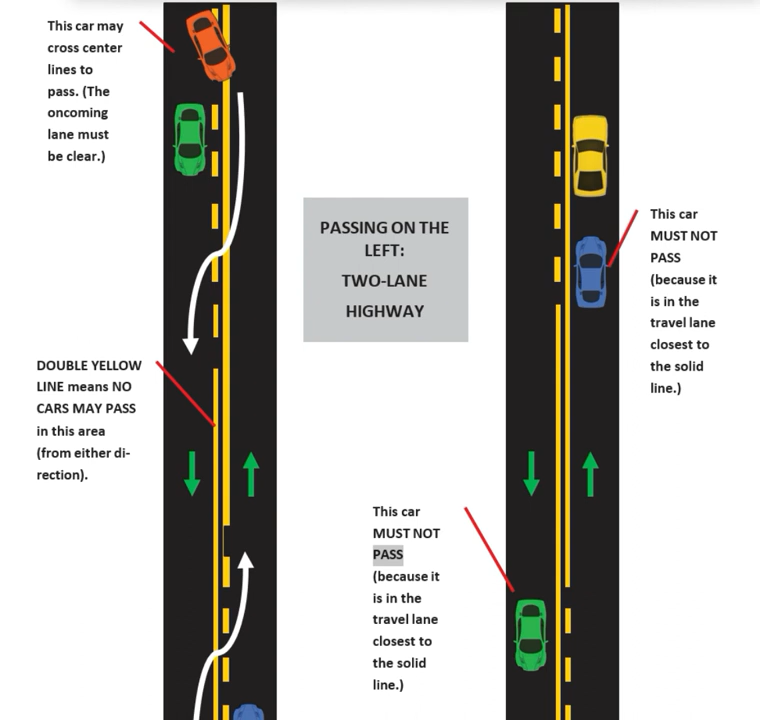 This car may
cross center
lines to
pass. (The
oncoming
lane must
be clear.)
PASSING ON THE
LEFT:
TWO-LANE
HIGHWAY
This car
MUST NOT
PASS
(because it
is in the
travel lane
closest to
the solid
line.)
DOUBLE YELLOW
LINE means NO
CARS MAY PASS
in this area
(from either di-
rection).
This car
MUST NOT
PASS
(because it
is in the
travel lane
closest to
the solid
line.)